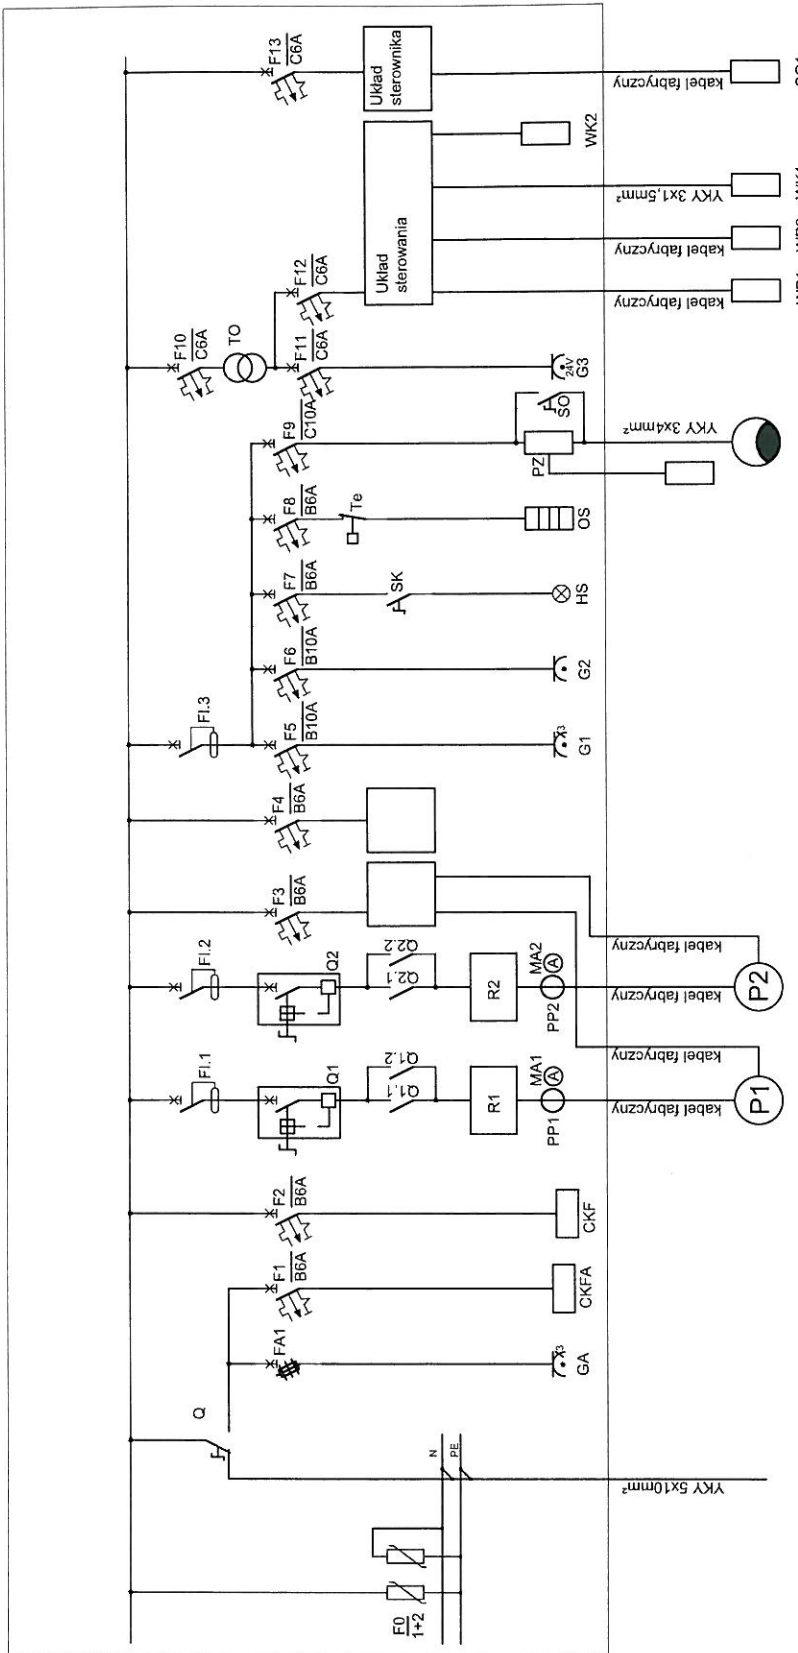 F0
1+2
N
PE
YKY 5x10mm²
Q
FA1
GA
X3
F1
B6A
CKFA
F2
B6A
CKF
FI.1
Q1
Q1.1
Q1.2
R1
PP1
MA1
A
kabel fabryczny
kabel fabryczny
P1
FI.2
Q2
Q2.1
Q2.2
R2
PP2
MA2
A
kabel fabryczny
kabel fabryczny
P2
F3
B6A
F4
B6A
FI.3
F5
B10A
X3
G1
F6
B10A
G2
F7
B6A
SK
HS
F8
B6A
Te
OS
F9
C10A
PZ
SO
YKY 3x4mm²
F10
C6A
TO
F11
C6A
24V
G3
F12
C6A
Układ
sterowania
kabel fabryczny
kabel fabryczny
YKY 3x1,5mm²
WK2
F13
C6A
Układ
sterownika
kabel fabryczny